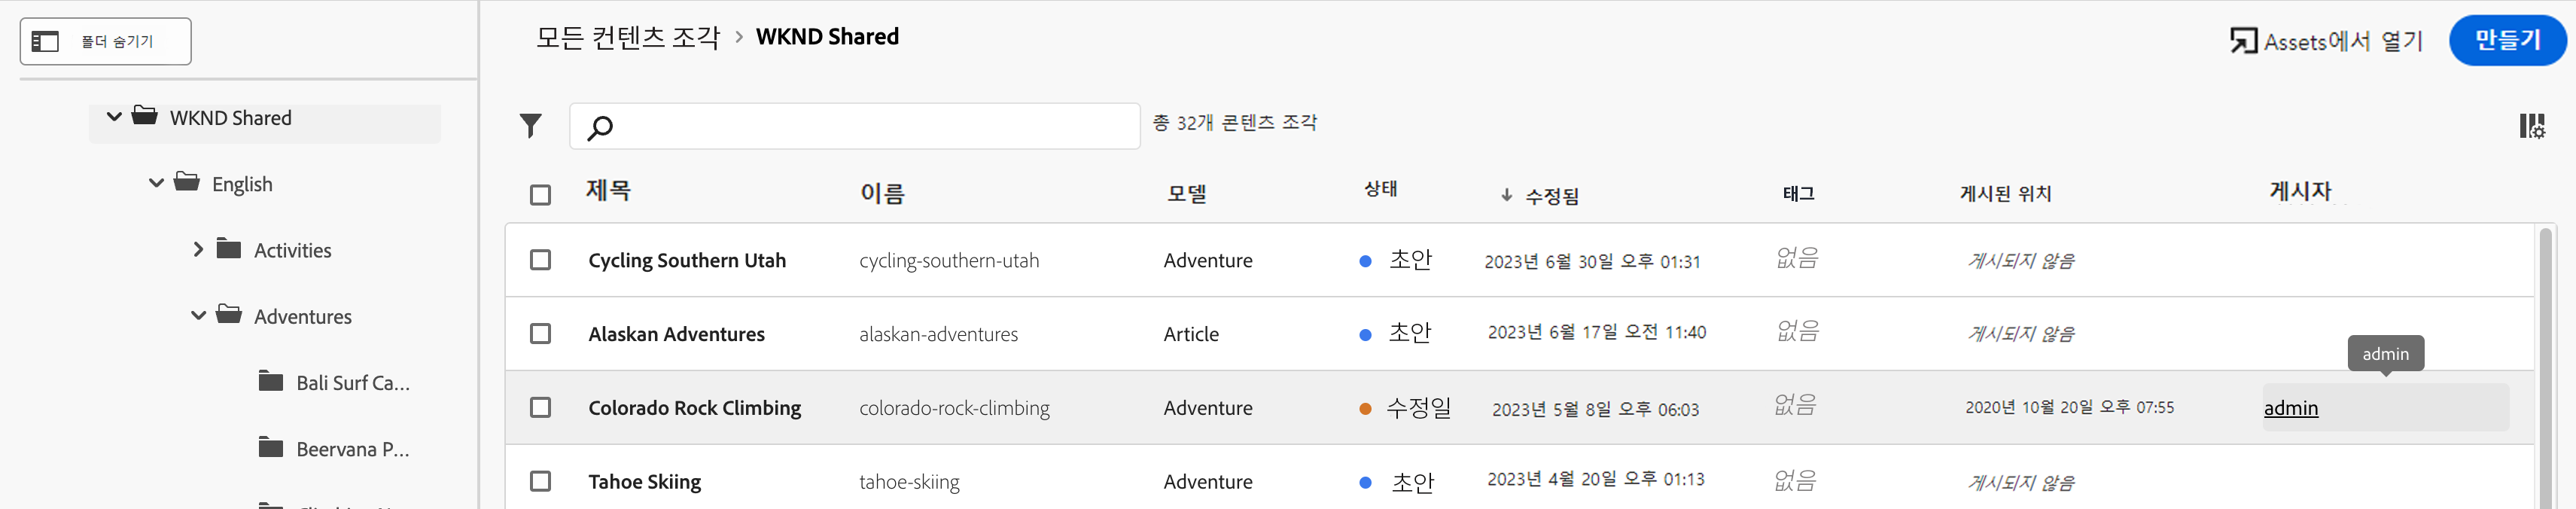 폴더 숨기기
WKND Shared
English
Activities
Adventures
Bali Surf Ca...
Beervana P...
모든 컨텐츠 조각 > WKND Shared
Assets에서 열기
만들기
총 32개 콘텐츠 조각
제목 이름 모델 상태 ↓ 수정됨 태그 게시된 위치 게시자
Cycling Southern Utah cycling-southern-utah Adventure 초안 2023년 6월 30일 오후 01:31 없음 게시되지 않음
Alaskan Adventures alaskan-adventures Article 초안 2023년 6월 17일 오전 11:40 없음 게시되지 않음
admin
Colorado Rock Climbing colorado-rock-climbing Adventure 수정일 2023년 5월 8일 오후 06:03 없음 2020년 10월 20일 오후 07:55 admin
Tahoe Skiing tahoe-skiing Adventure 초안 2023년 4월 20일 오후 01:13 없음 게시되지 않음